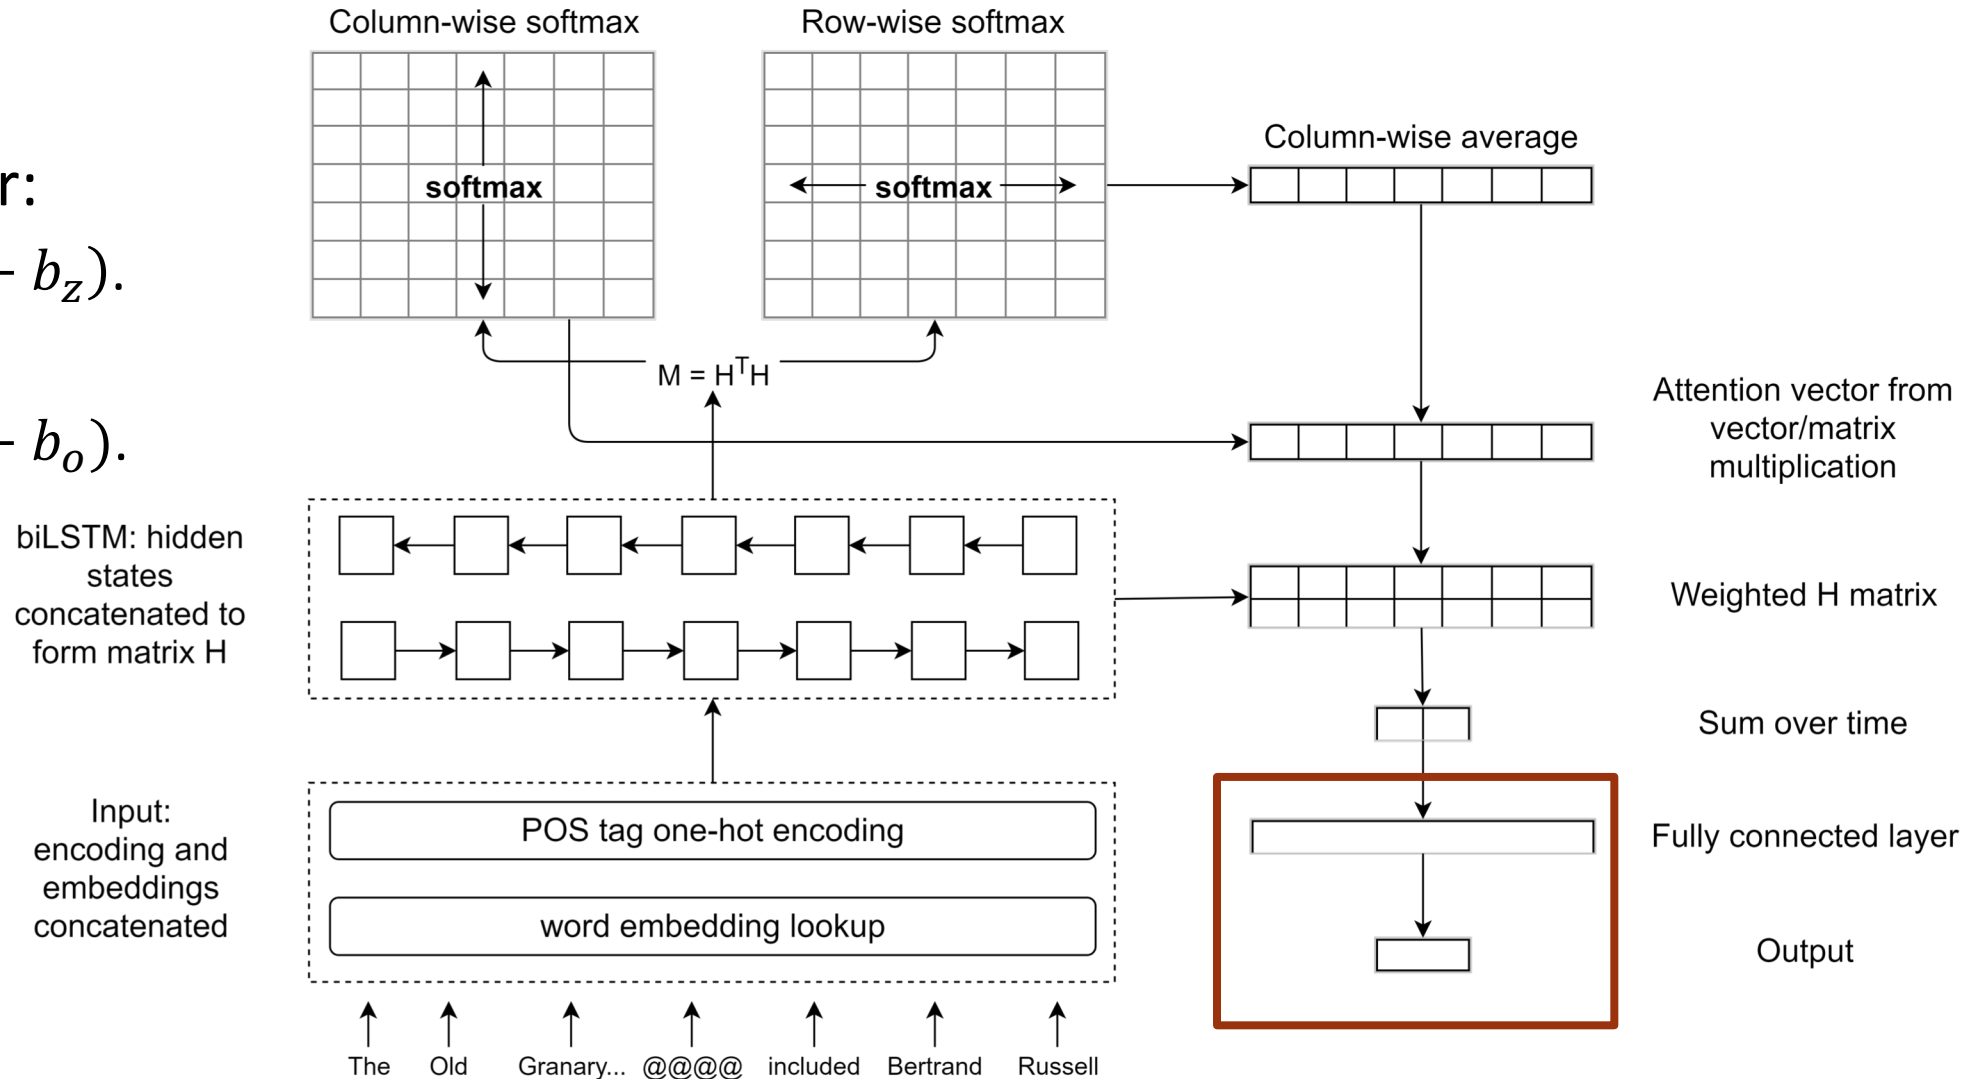 Column-wise softmax
Row-wise softmax
softmax
softmax
Column-wise average
r:
– b_z).
– b_o).
M = HᵀH
Attention vector from
vector/matrix
multiplication
biLSTM: hidden
states
concatenated to
form matrix H
Weighted H matrix
Sum over time
Input:
encoding and
embeddings
concatenated
POS tag one-hot encoding
word embedding lookup
Fully connected layer
Output
The Old Granary... @@@@ included Bertrand Russell